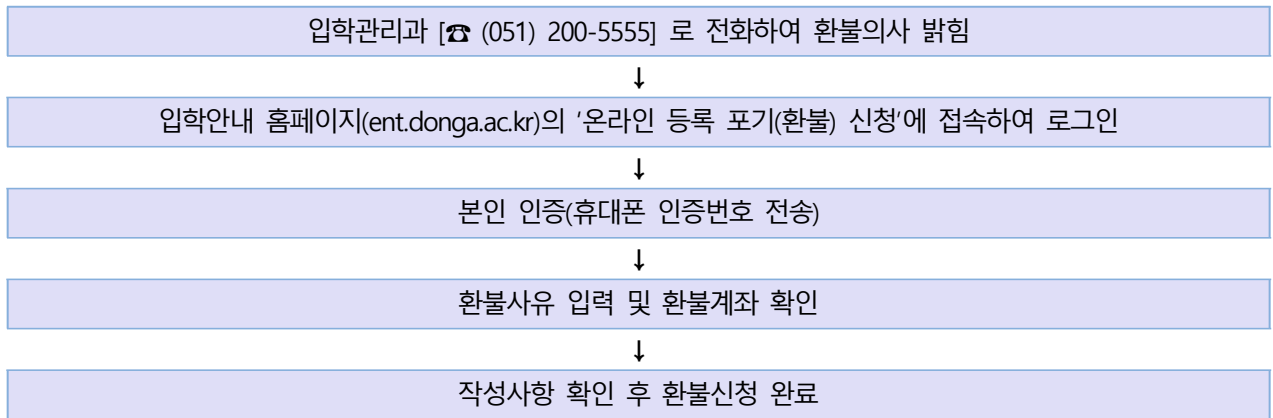 입학관리과 [☎ (051) 200-5555] 로 전화하여 환불의사 밝힘
↓
입학안내 홈페이지(ent.donga.ac.kr)의 '온라인 등록 포기(환불) 신청'에 접속하여 로그인
↓
본인 인증(휴대폰 인증번호 전송)
↓
환불사유 입력 및 환불계좌 확인
↓
작성사항 확인 후 환불신청 완료